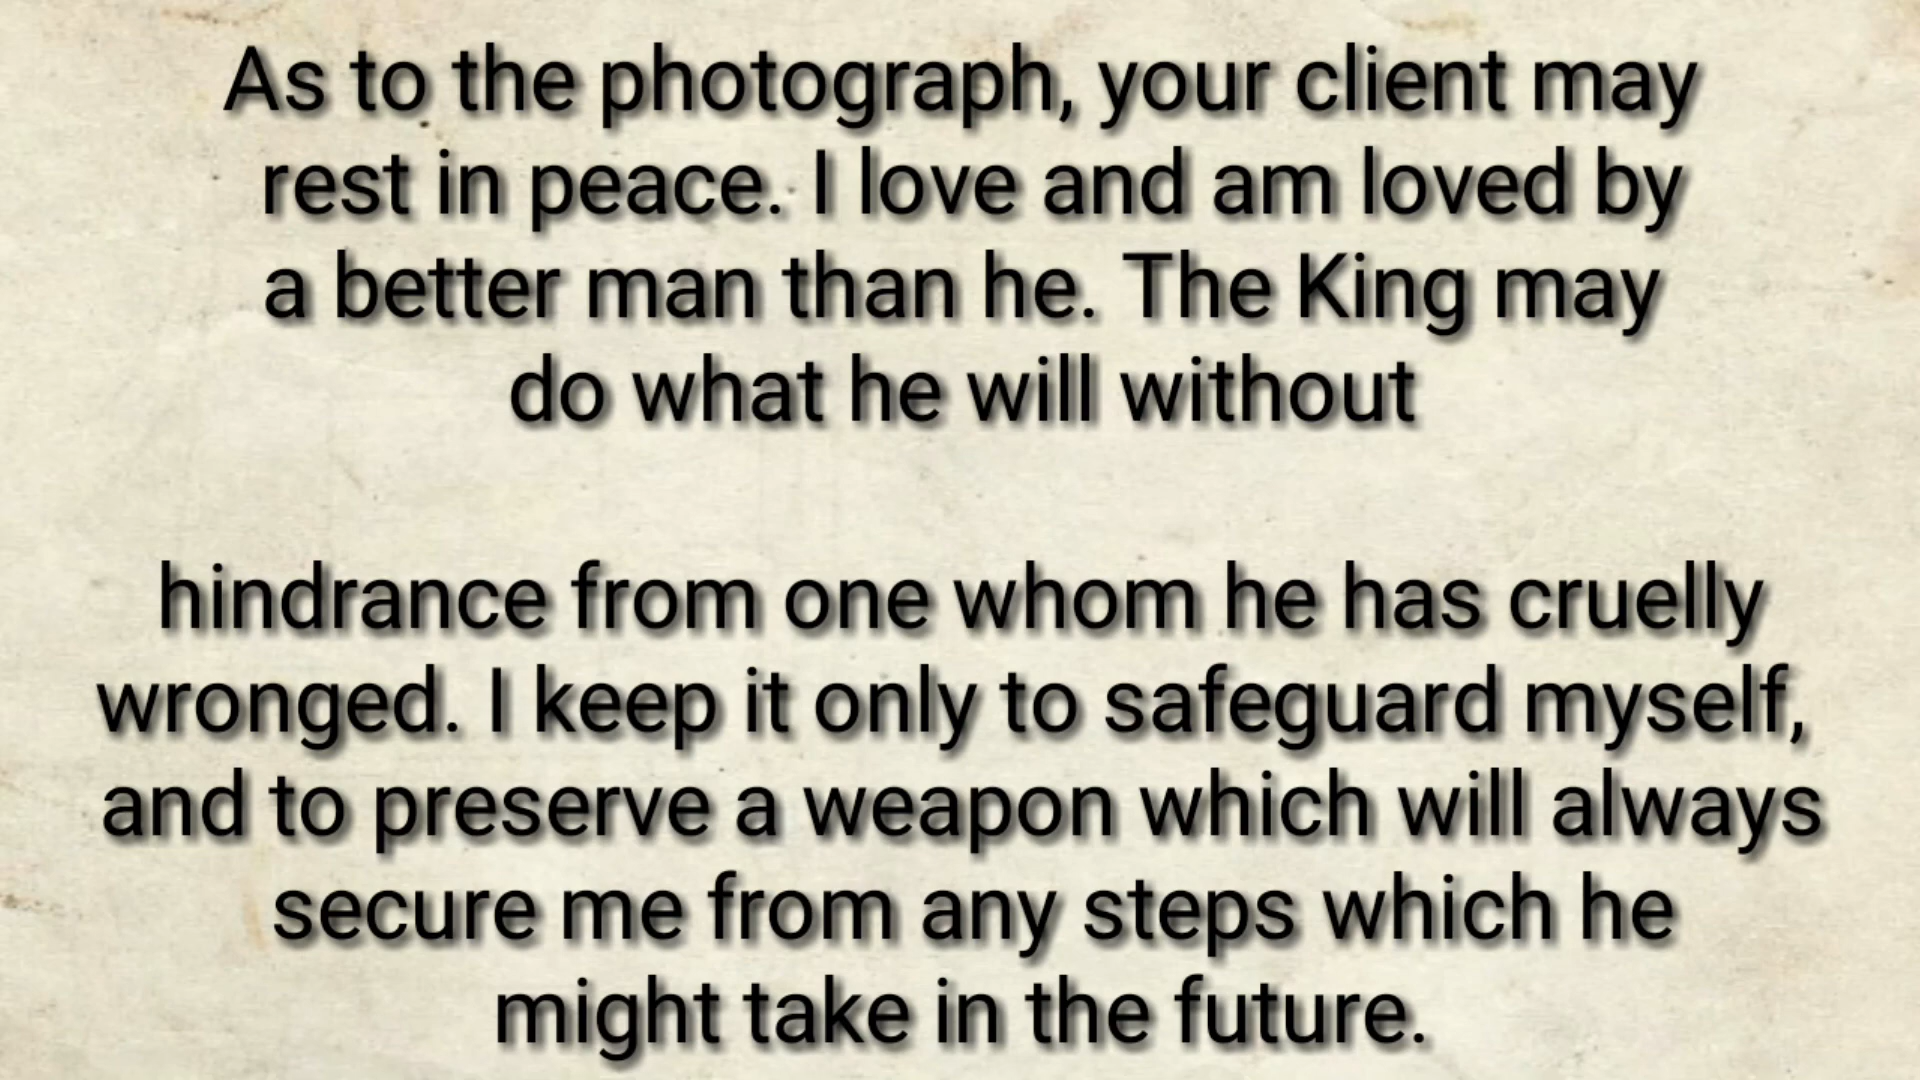 As to the photograph, your client may
rest in peace. I love and am loved by
a better man than he. The King may
do what he will without
hindrance from one whom he has cruelly
wronged. I keep it only to safeguard myself,
and to preserve a weapon which will always
secure me from any steps which he
might take in the future.